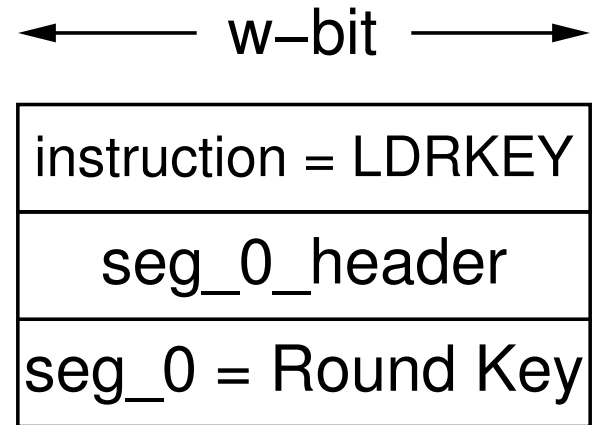 w−bit
instruction = LDRKEY
seg_0_header
seg_0 = Round Key